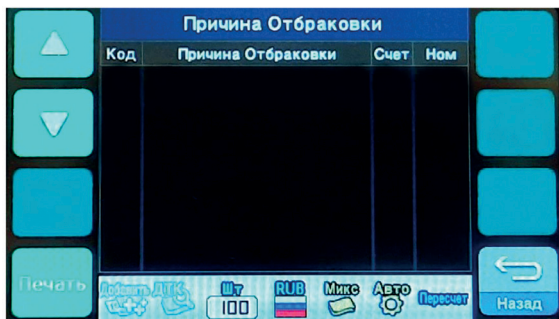 Причина Отбраковки
Код Причина Отбраковки Счет Ном
Печать
Добавить ДТК Шт RUB Микс Авто Пересчет
100
Назад